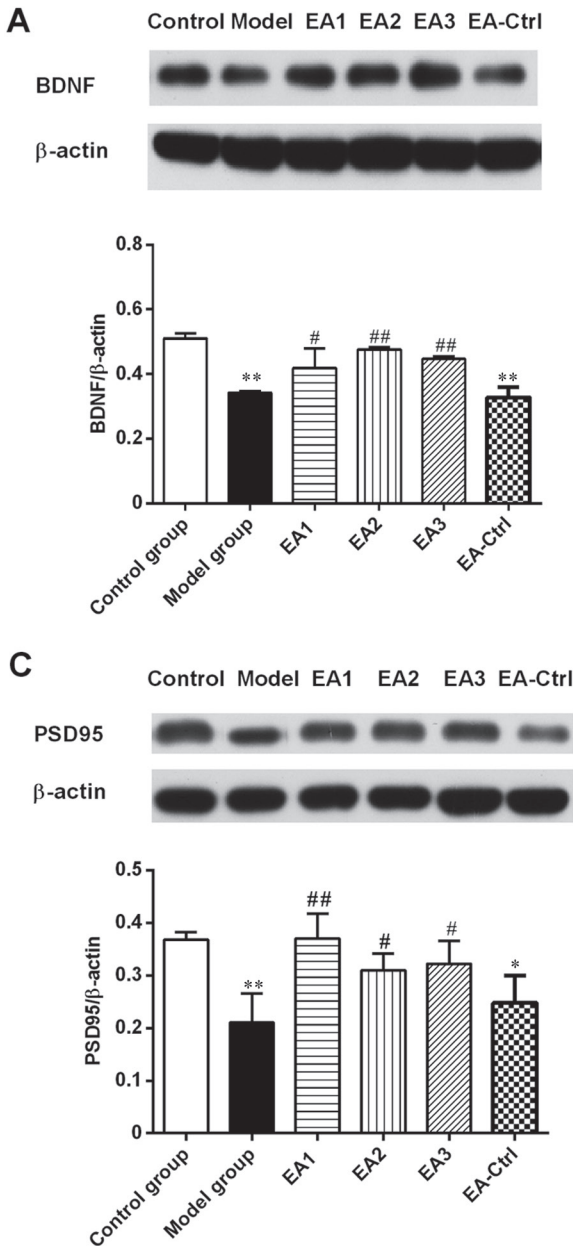 A
Control Model EA1 EA2 EA3 EA-Ctrl
BDNF
β-actin
BDNF/β-actin
0.8
0.6
0.4
0.2
0
**
#
##
##
**
Control group
Model group
EA1
EA2
EA3
EA-Ctrl
C
Control Model EA1 EA2 EA3 EA-Ctrl
PSD95
β-actin
PSD95/β-actin
0.5
0.4
0.3
0.2
0.1
0
**
##
#
#
*
Control group
Model group
EA1
EA2
EA3
EA-Ctrl